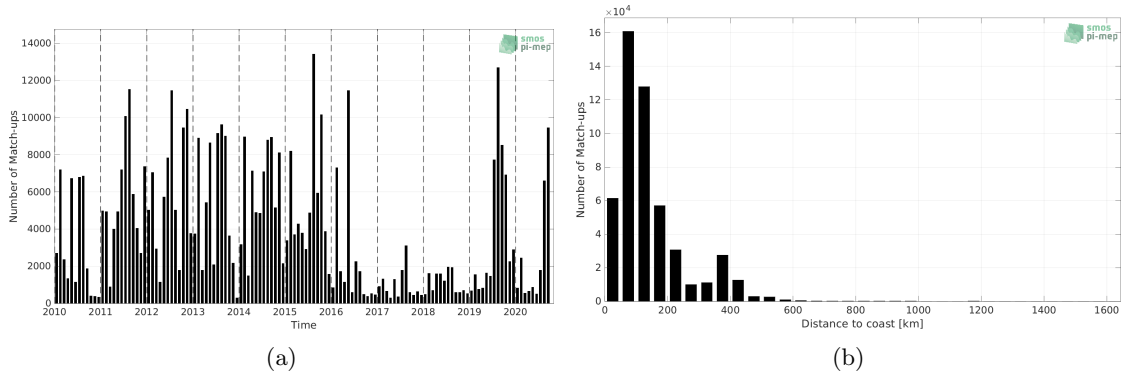 smos
pi-mep
14000
12000
10000
8000
6000
4000
2000
0
Number of Match-ups
2010 2011 2012 2013 2014 2015 2016 2017 2018 2019 2020
Time
(a)
×10⁴
smos
pi-mep
16
14
12
10
8
6
4
2
0
Number of Match-ups
0 200 400 600 800 1000 1200 1400 1600
Distance to coast [km]
(b)